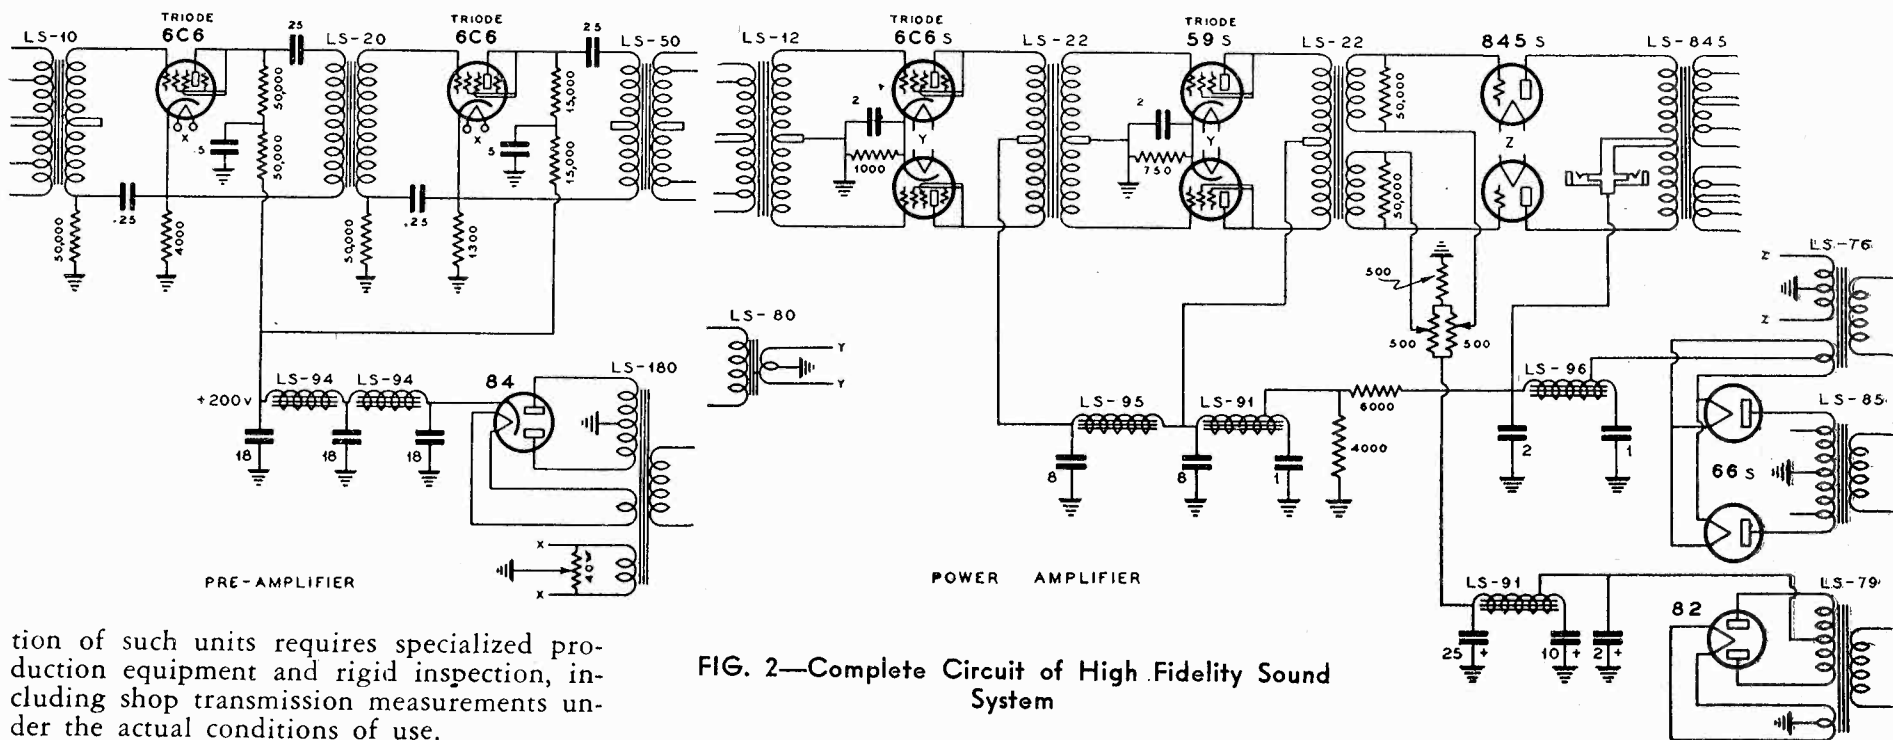 LS-10
25
TRIODE
6C6
LS-20
TRIODE
6C6
25
LS-50
50,000
X
.5
50,000
.25
50,000
4000
15,000
X
5
15,000
.25
50,000
1300
LS-12
TRIODE
6C6 S
LS-22
TRIODE
59 S
LS-22
845 S
LS-845
2
Y
1000
2
Y
750
50,000
50,000
Z
500
500
500
LS-76
Z
Z
LS-80
Y
Y
+200V
LS-94
LS-94
84
LS-180
18
18
18
X
40
X
LS-95
LS-91
6000
4000
8
8
1
LS-96
2
1
LS-85
66 S
PRE-AMPLIFIER
POWER AMPLIFIER
LS-91
25 +
10 +
2 +
82
LS-79
tion of such units requires specialized pro-
duction equipment and rigid inspection, in-
cluding shop transmission measurements un-
der the actual conditions of use.
FIG. 2—Complete Circuit of High Fidelity Sound
System